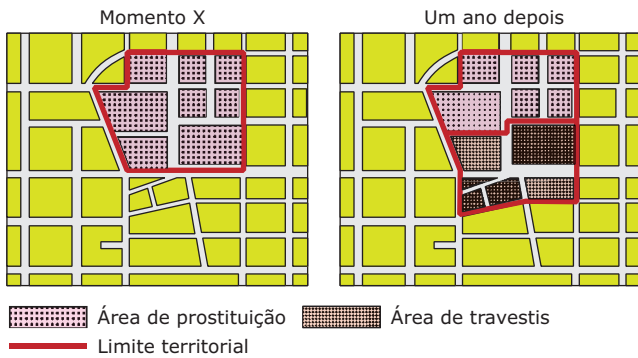 Momento X
Um ano depois
Área de prostituição
Área de travestis
Limite territorial